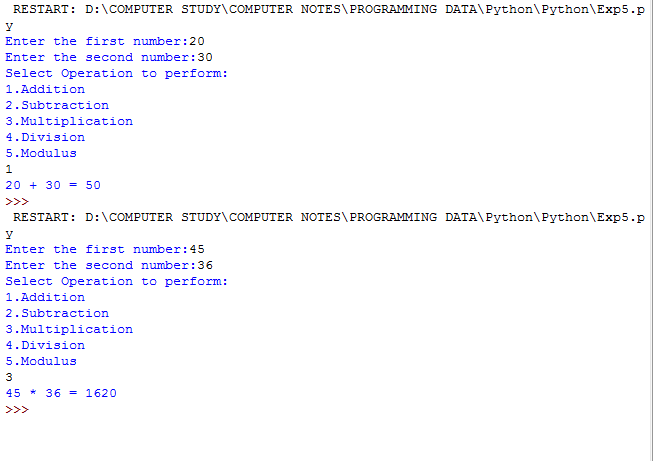 RESTART: D:\COMPUTER STUDY\COMPUTER NOTES\PROGRAMMING DATA\Python\Python\Exp5.p
y
Enter the first number:20
Enter the second number:30
Select Operation to perform:
1.Addition
2.Subtraction
3.Multiplication
4.Division
5.Modulus
1
20 + 30 = 50
>>>
RESTART: D:\COMPUTER STUDY\COMPUTER NOTES\PROGRAMMING DATA\Python\Python\Exp5.p
y
Enter the first number:45
Enter the second number:36
Select Operation to perform:
1.Addition
2.Subtraction
3.Multiplication
4.Division
5.Modulus
3
45 * 36 = 1620
>>>